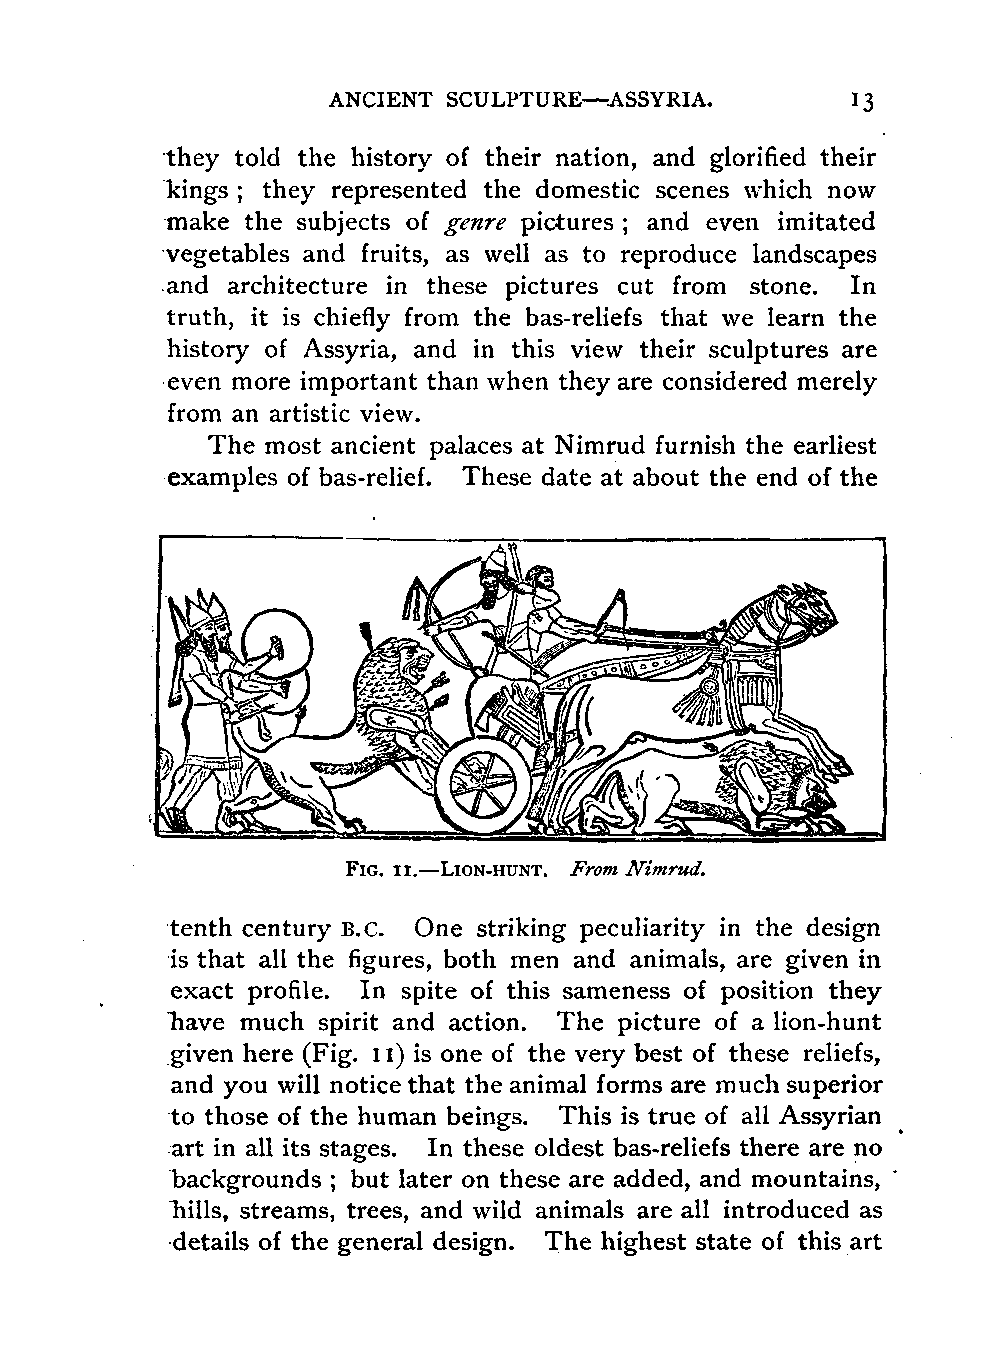 ANCIENT SCULPTURE—ASSYRIA. 13
they told the history of their nation, and glorified their
kings ; they represented the domestic scenes which now
make the subjects of genre pictures ; and even imitated
vegetables and fruits, as well as to reproduce landscapes
and architecture in these pictures cut from stone. In
truth, it is chiefly from the bas-reliefs that we learn the
history of Assyria, and in this view their sculptures are
even more important than when they are considered merely
from an artistic view.
The most ancient palaces at Nimrud furnish the earliest
examples of bas-relief. These date at about the end of the
FIG. 11.—LION-HUNT. From Nimrud.
tenth century B.C. One striking peculiarity in the design
is that all the figures, both men and animals, are given in
exact profile. In spite of this sameness of position they
have much spirit and action. The picture of a lion-hunt
given here (Fig. 11) is one of the very best of these reliefs,
and you will notice that the animal forms are much superior
to those of the human beings. This is true of all Assyrian
art in all its stages. In these oldest bas-reliefs there are no
backgrounds ; but later on these are added, and mountains,
hills, streams, trees, and wild animals are all introduced as
details of the general design. The highest state of this art